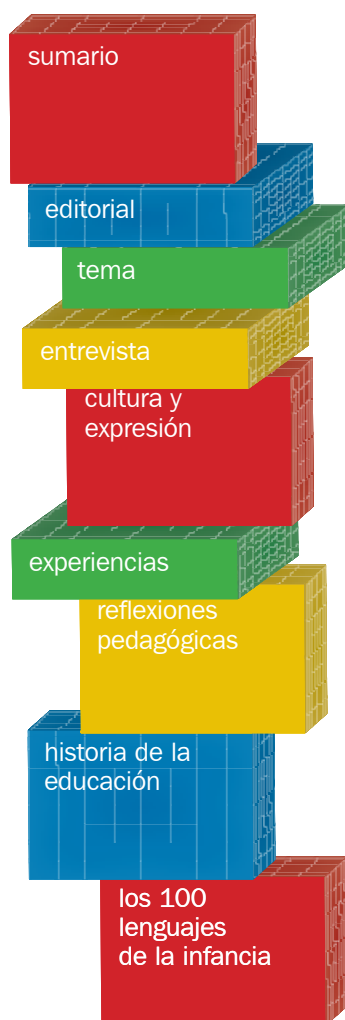 sumario
editorial
tema
entrevista
cultura y
expresión
experiencias
reflexiones
pedagógicas
historia de la
educación
los 100
lenguajes
de la infancia